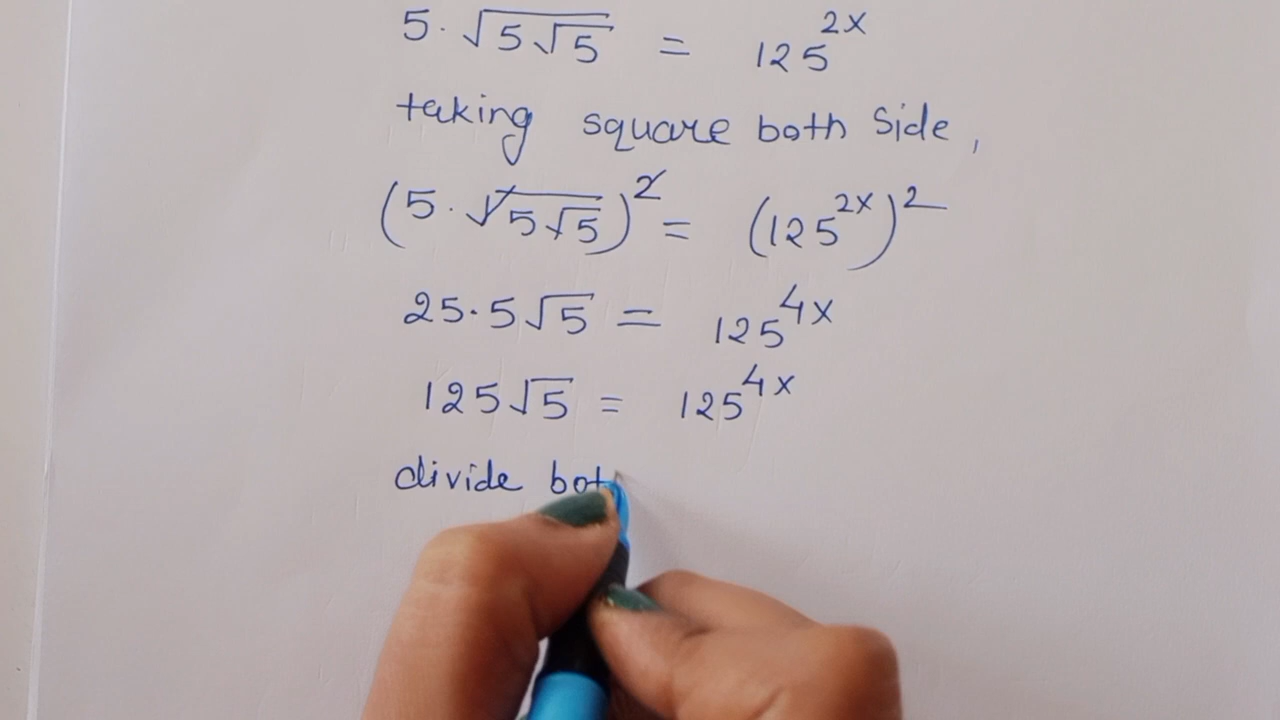 5·√(5√5) = 125^2x
taking square both side,
(5·√(5√5))^2 = (125^2x)^2
25·5√5 = 125^4x
125√5 = 125^4x
divide bot